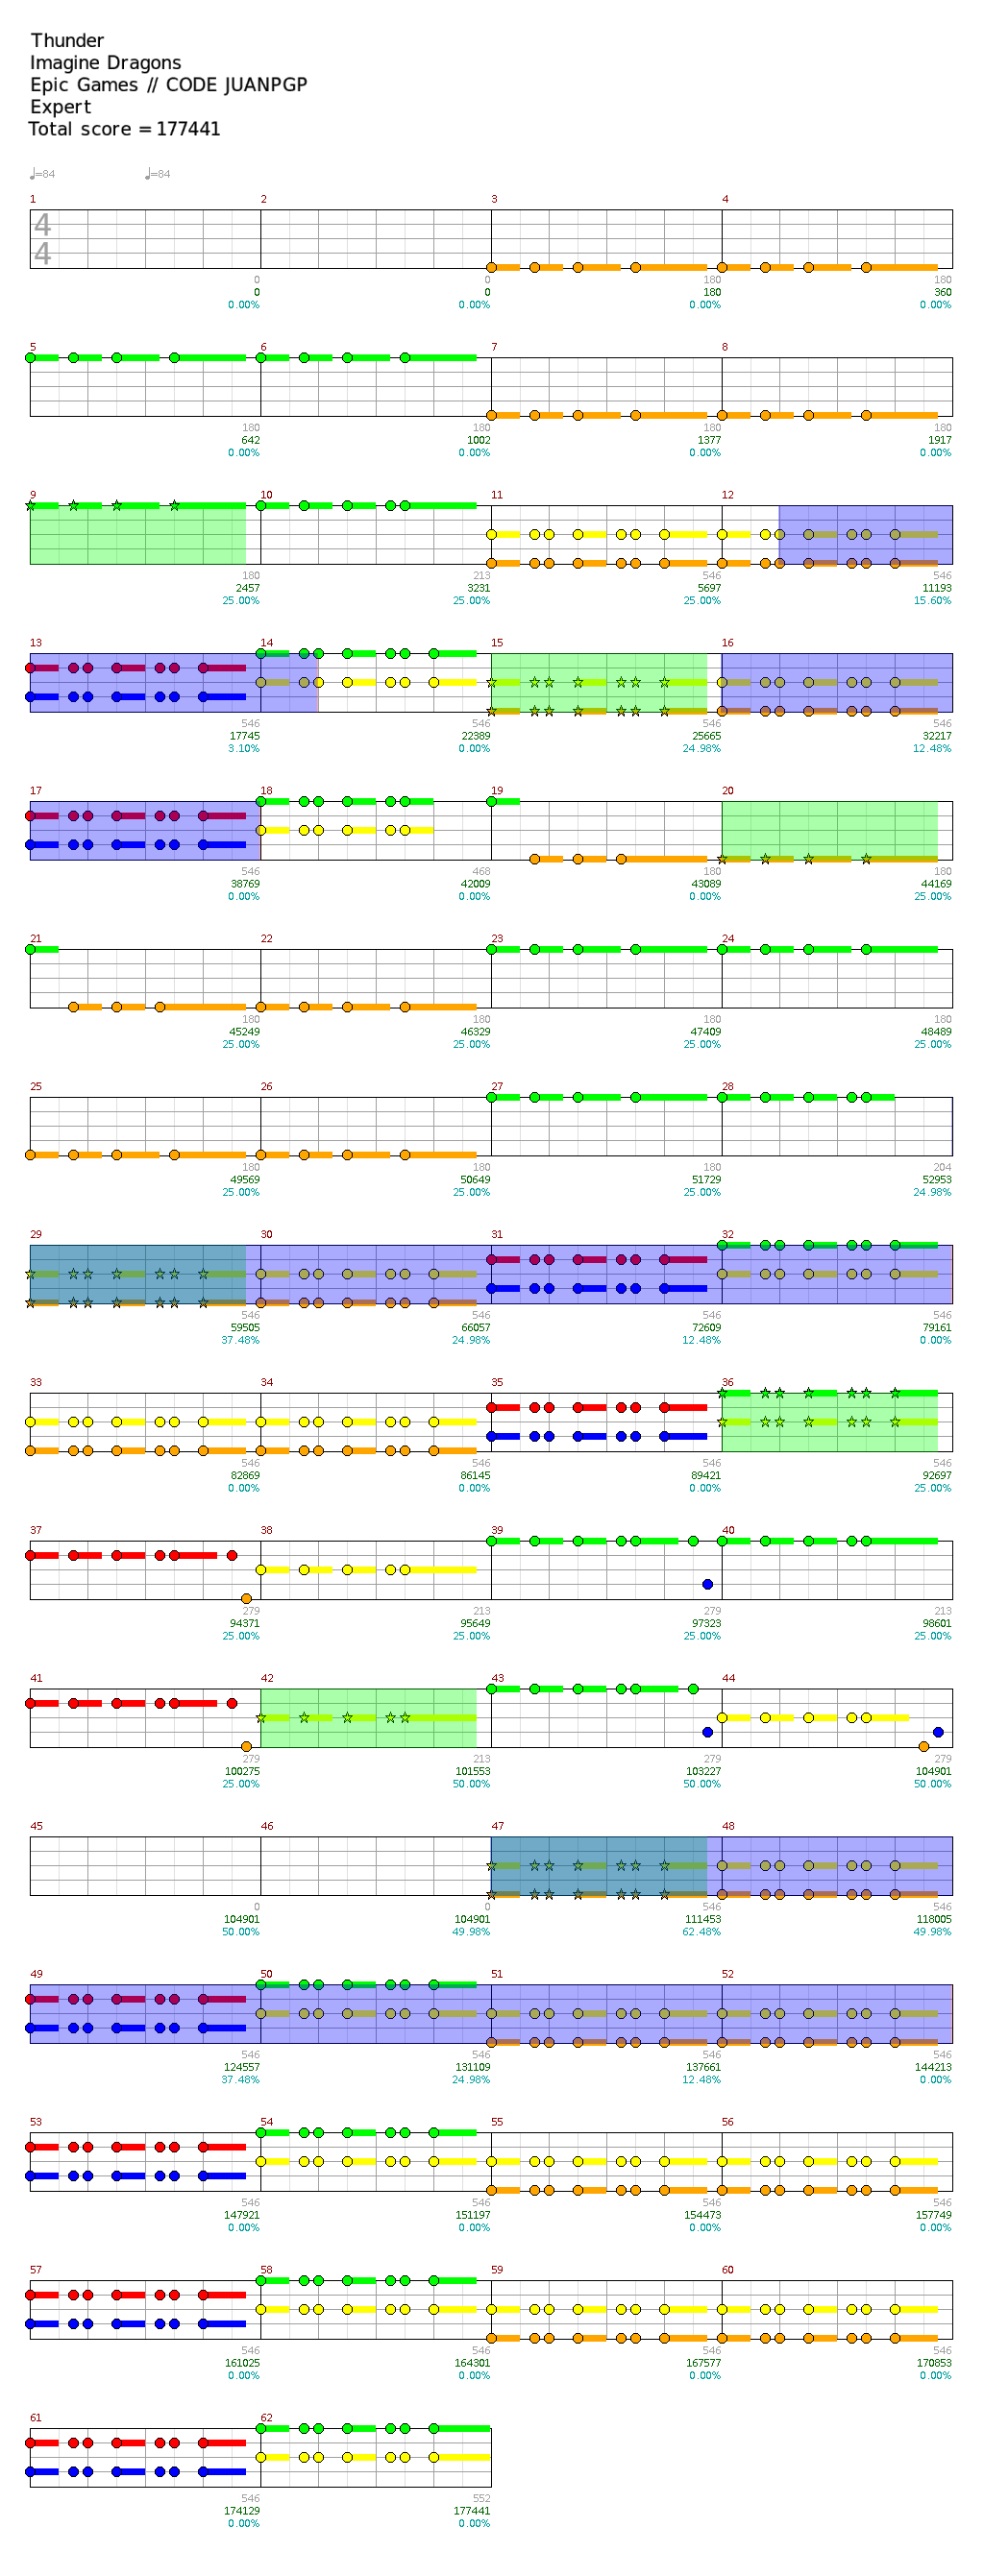 Thunder
Imagine Dragons
Epic Games // CODE JUANPGP
Expert
Total score = 177441
♩=84 ♩=84
1 2 3 4
4
4
0 0 180 180
0 0 180 360
0.00% 0.00% 0.00% 0.00%
5 6 7 8
180 180 180 180
642 1002 1377 1917
0.00% 0.00% 0.00% 0.00%
9 10 11 12
180 213 546 546
2457 3231 5697 11193
25.00% 25.00% 25.00% 15.60%
13 14 15 16
546 546 546 546
17745 22389 25665 32217
3.10% 0.00% 24.98% 12.48%
17 18 19 20
546 468 180 180
38769 42009 43089 44169
0.00% 0.00% 0.00% 25.00%
21 22 23 24
180 180 180 180
45249 46329 47409 48489
25.00% 25.00% 25.00% 25.00%
25 26 27 28
180 180 180 204
49569 50649 51729 52953
25.00% 25.00% 25.00% 24.98%
29 30 31 32
546 546 546 546
59505 66057 72609 79161
37.48% 24.98% 12.48% 0.00%
33 34 35 36
546 546 546 546
82869 86145 89421 92697
0.00% 0.00% 0.00% 25.00%
37 38 39 40
279 213 279 213
94371 95649 97323 98601
25.00% 25.00% 25.00% 25.00%
41 42 43 44
279 213 279 279
100275 101553 103227 104901
25.00% 50.00% 50.00% 50.00%
45 46 47 48
0 0 546 546
104901 104901 111453 118005
50.00% 49.98% 62.48% 49.98%
49 50 51 52
546 546 546 546
124557 131109 137661 144213
37.48% 24.98% 12.48% 0.00%
53 54 55 56
546 546 546 546
147921 151197 154473 157749
0.00% 0.00% 0.00% 0.00%
57 58 59 60
546 546 546 546
161025 164301 167577 170853
0.00% 0.00% 0.00% 0.00%
61 62
546 552
174129 177441
0.00% 0.00%